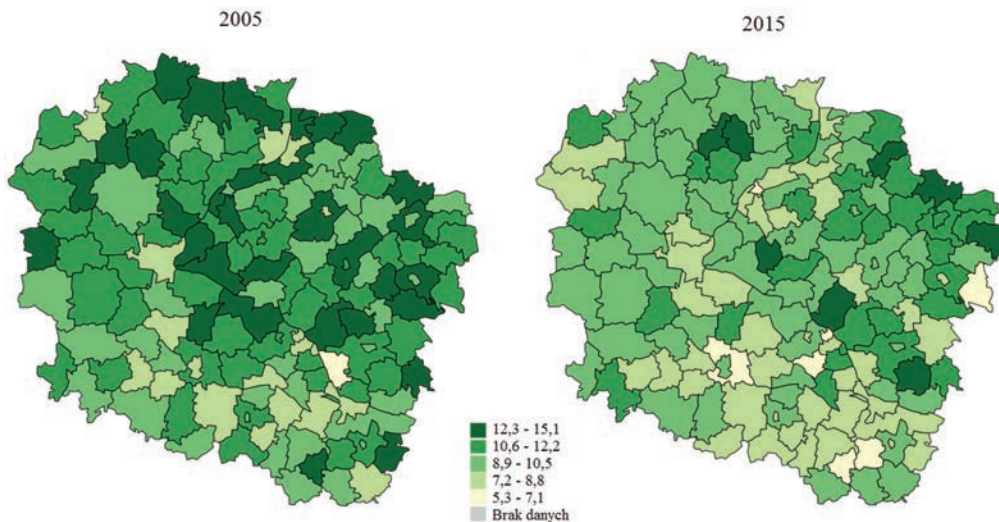 2005
2015
12,3 - 15,1
10,6 - 12,2
8,9 - 10,5
7,2 - 8,8
5,3 - 7,1
Brak danych